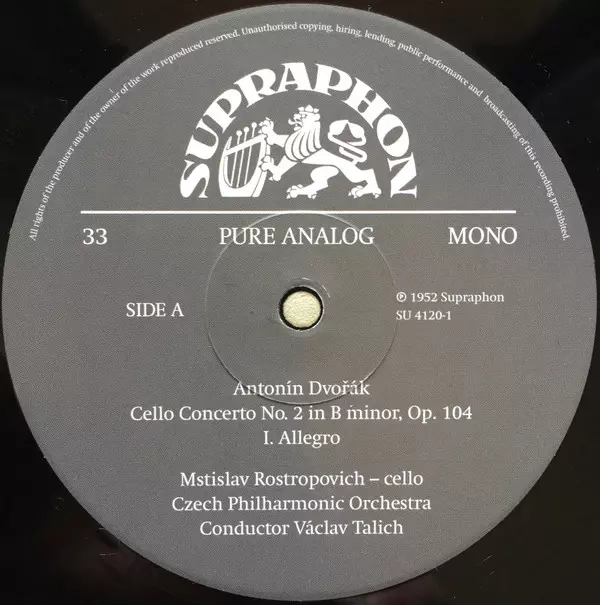 All rights of the producer and of the owner of the work reproduced reserved. Unauthorised copying, hiring, lending, public performance and broadcasting of this recording prohibited.
SUPRAPHON
33 PURE ANALOG MONO
SIDE A
℗ 1952 Supraphon
SU 4120-1
Antonín Dvořák
Cello Concerto No. 2 in B minor, Op. 104
I. Allegro
Mstislav Rostropovich – cello
Czech Philharmonic Orchestra
Conductor Václav Talich